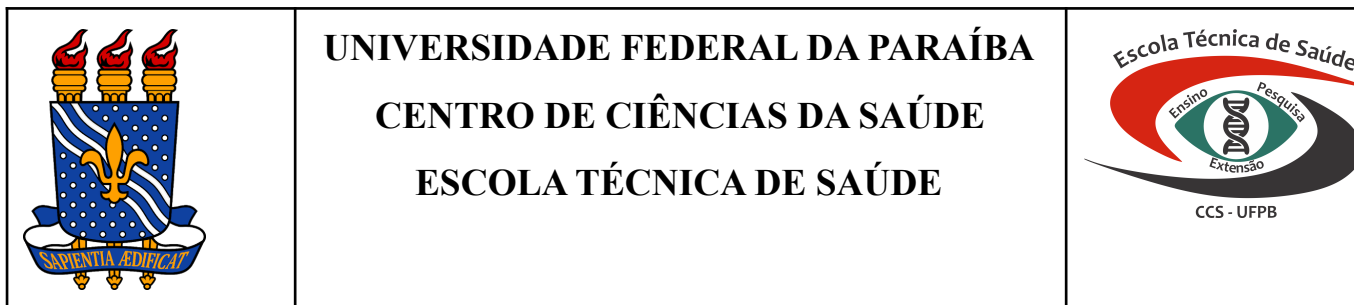 SAPIENTIA ÆDIFICAT
UNIVERSIDADE FEDERAL DA PARAÍBA
CENTRO DE CIÊNCIAS DA SAÚDE
ESCOLA TÉCNICA DE SAÚDE
Escola Técnica de Saúde
Ensino
Pesquisa
Extensão
CCS - UFPB